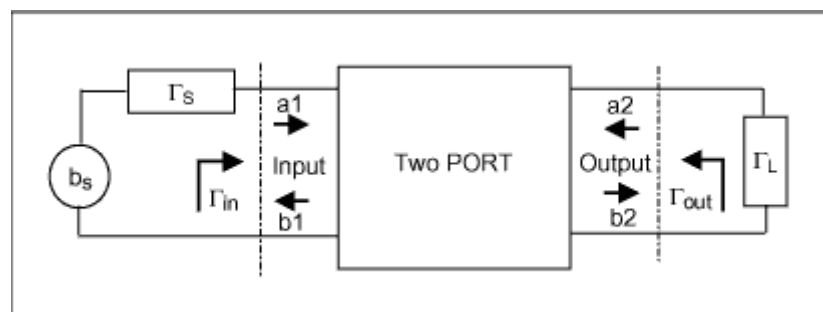 ΓS
a1
a2
bs
Γin
Input
Two PORT
Output
Γout
ΓL
b1
b2